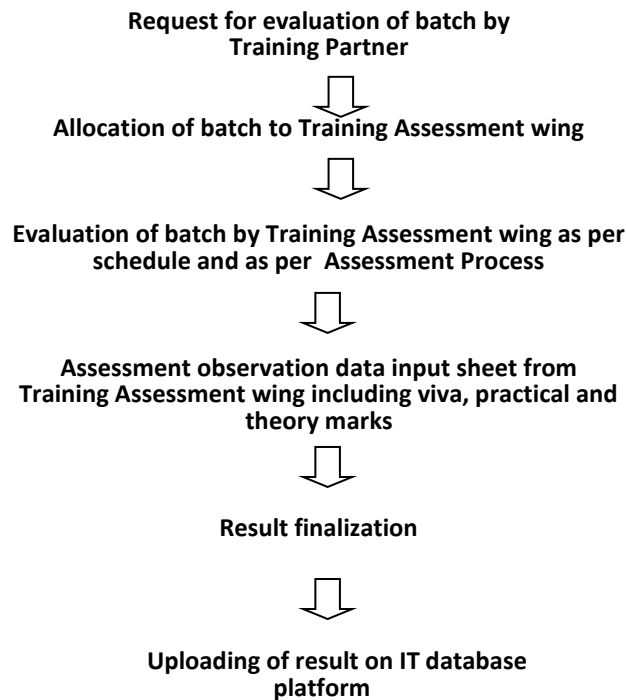 Request for evaluation of batch by
Training Partner
Allocation of batch to Training Assessment wing
Evaluation of batch by Training Assessment wing as per
schedule and as per Assessment Process
Assessment observation data input sheet from
Training Assessment wing including viva, practical and
theory marks
Result finalization
Uploading of result on IT database
platform